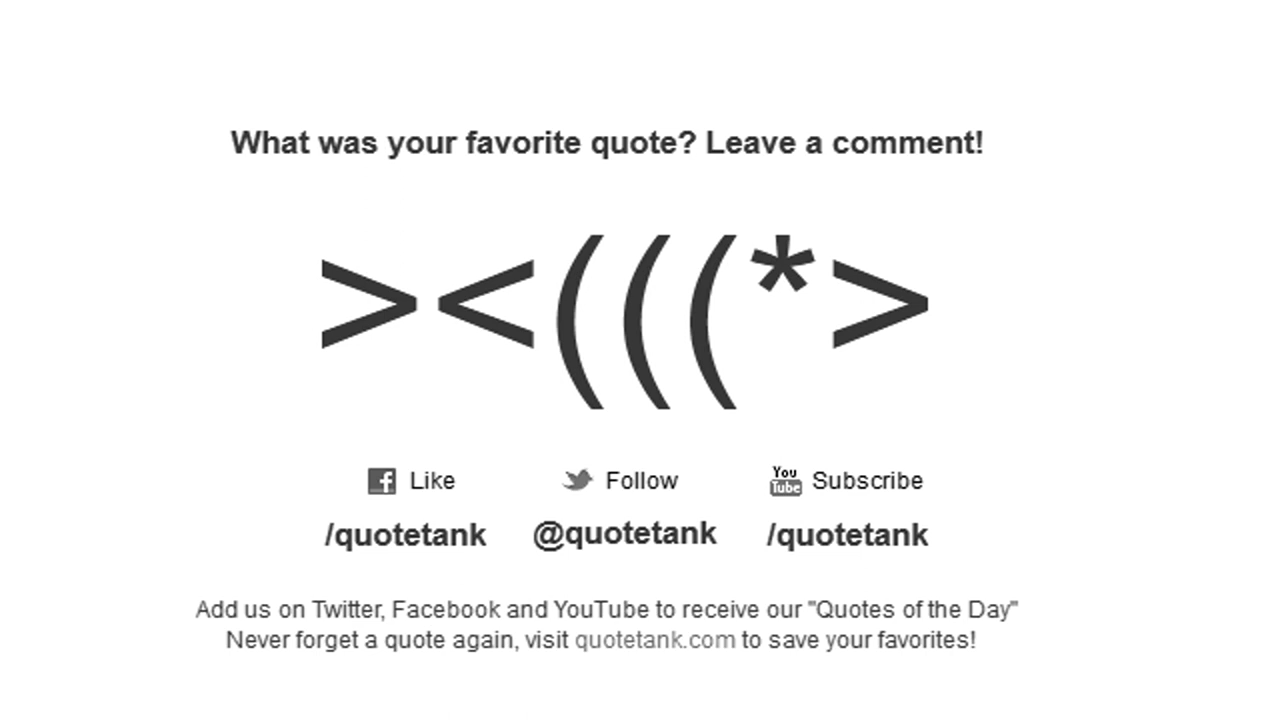 What was your favorite quote? Leave a comment!
><(((*>
Like Follow You Tube Subscribe
/quotetank @quotetank /quotetank
Add us on Twitter, Facebook and YouTube to receive our "Quotes of the Day"
Never forget a quote again, visit quotetank.com to save your favorites!